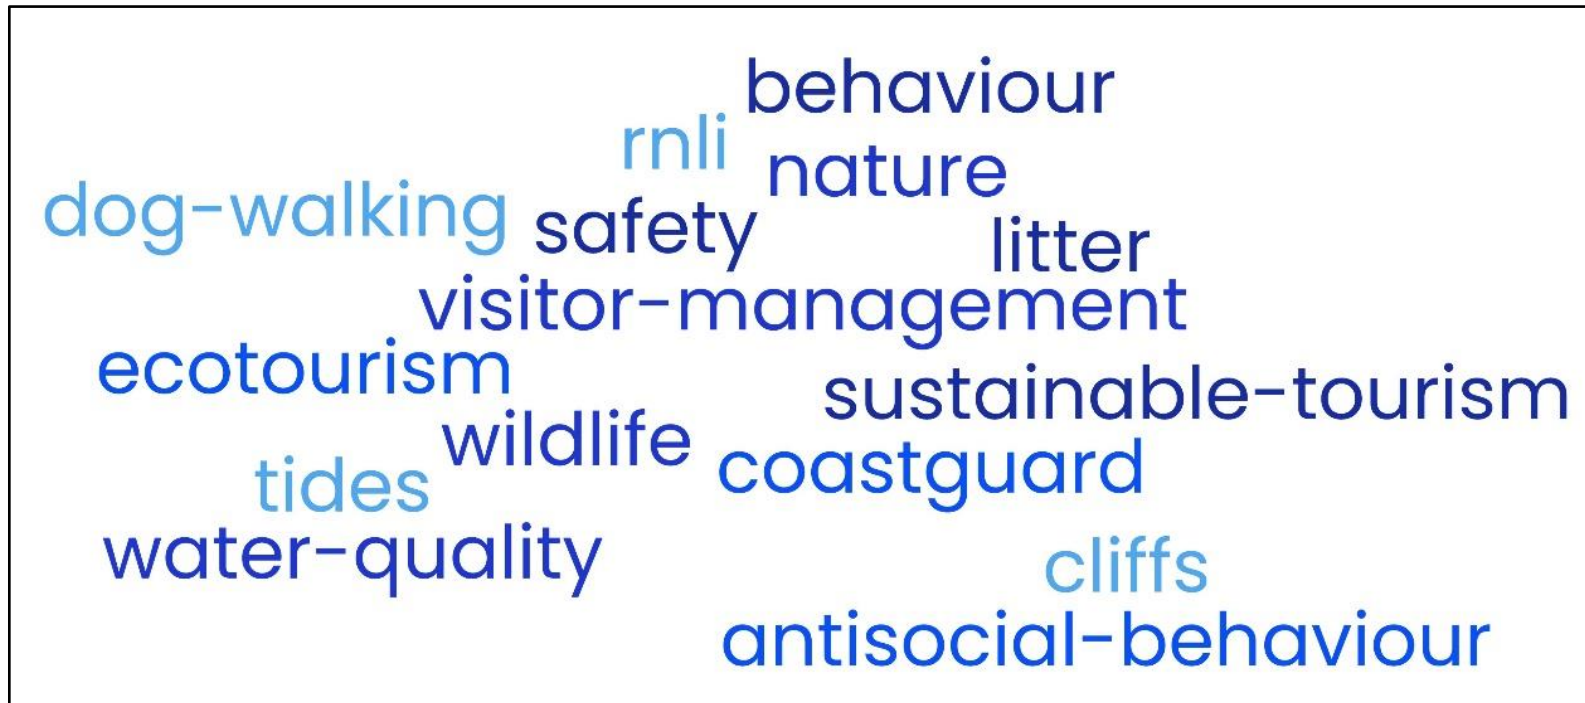 behaviour
rnli
nature
dog-walking
safety
litter
visitor-management
ecotourism
sustainable-tourism
wildlife
coastguard
tides
water-quality
cliffs
antisocial-behaviour